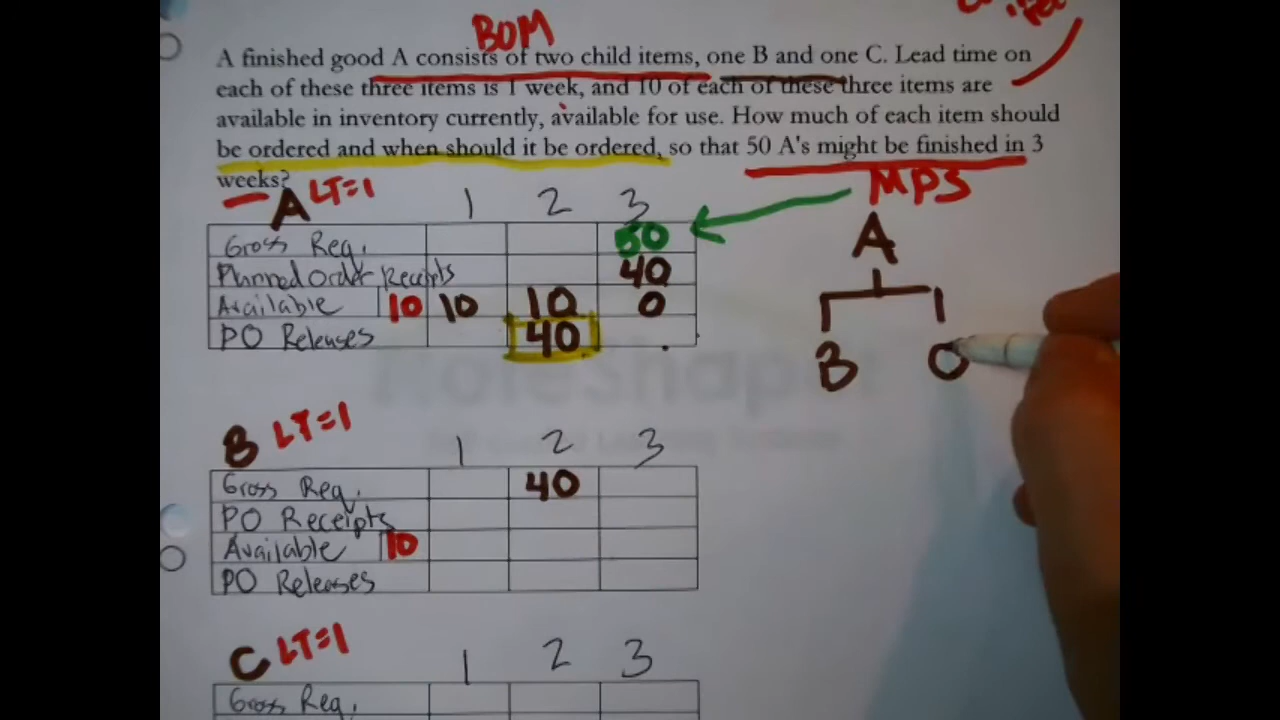 BOM
A finished good A consists of two child items, one B and one C. Lead time on
each of these three items is 1 week, and 10 of each of these three items are
available in inventory currently, available for use. How much of each item should
be ordered and when should it be ordered, so that 50 A's might be finished in 3
weeks?
MPS
A LT=1 1 2 3
Gross Req. 50
Planned Order Receipts 40
Available 10 10 10 0
PO Releases 40
A
B
B LT=1 1 2 3
Gross Req. 40
PO Receipts
Available 10
PO Releases
C LT=1 1 2 3
Gross Req.